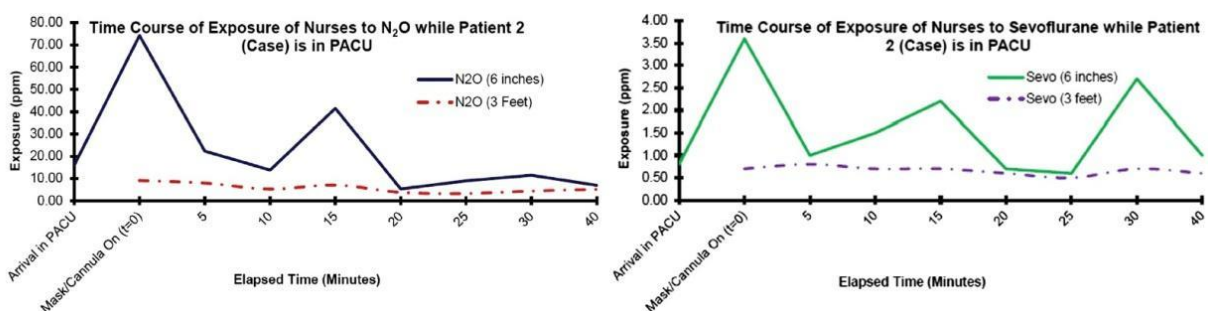 Time Course of Exposure of Nurses to N₂O while Patient 2
(Case) is in PACU
80.00
70.00
60.00
50.00
40.00
30.00
20.00
10.00
0.00
Exposure (ppm)
N2O (6 inches)
N2O (3 Feet)
Arrival in PACU
Mask/Cannula On (t=0)
5
10
15
20
25
30
40
Elapsed Time (Minutes)
Time Course of Exposure of Nurses to Sevoflurane while Patient
2 (Case) is in PACU
4.00
3.50
3.00
2.50
2.00
1.50
1.00
0.50
0.00
Exposure (ppm)
Sevo (6 inches)
Sevo (3 feet)
Arrival in PACU
Mask/Cannula On (t=0)
5
10
15
20
25
30
40
Elapsed Time (Minutes)